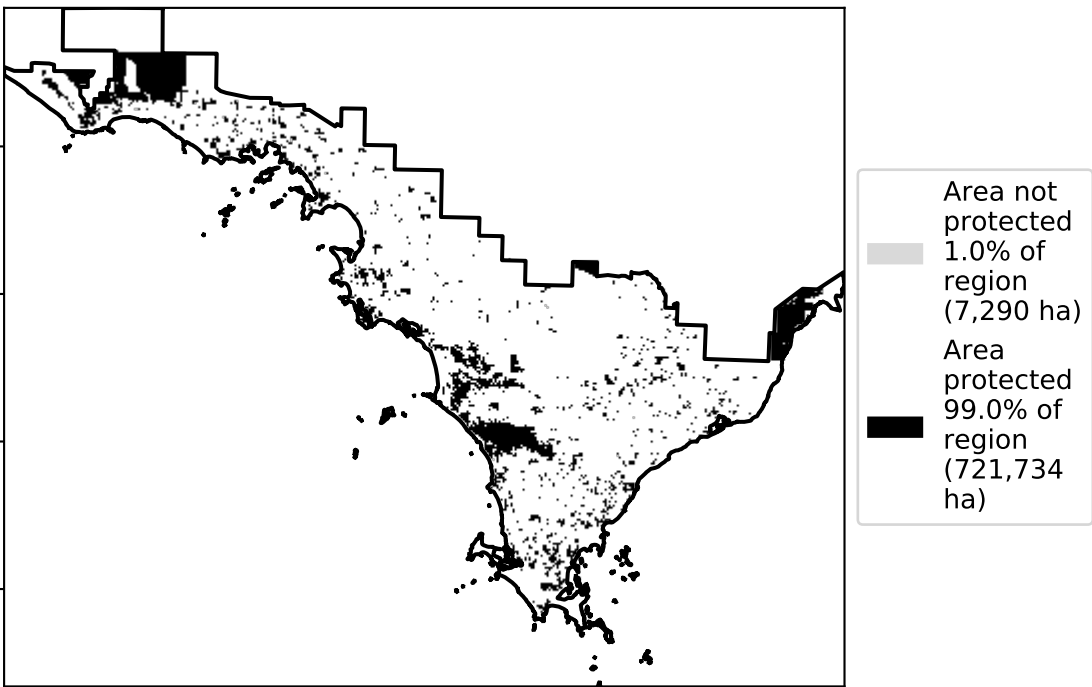 Area not
protected
1.0% of
region
(7,290 ha)
Area
protected
99.0% of
region
(721,734
ha)